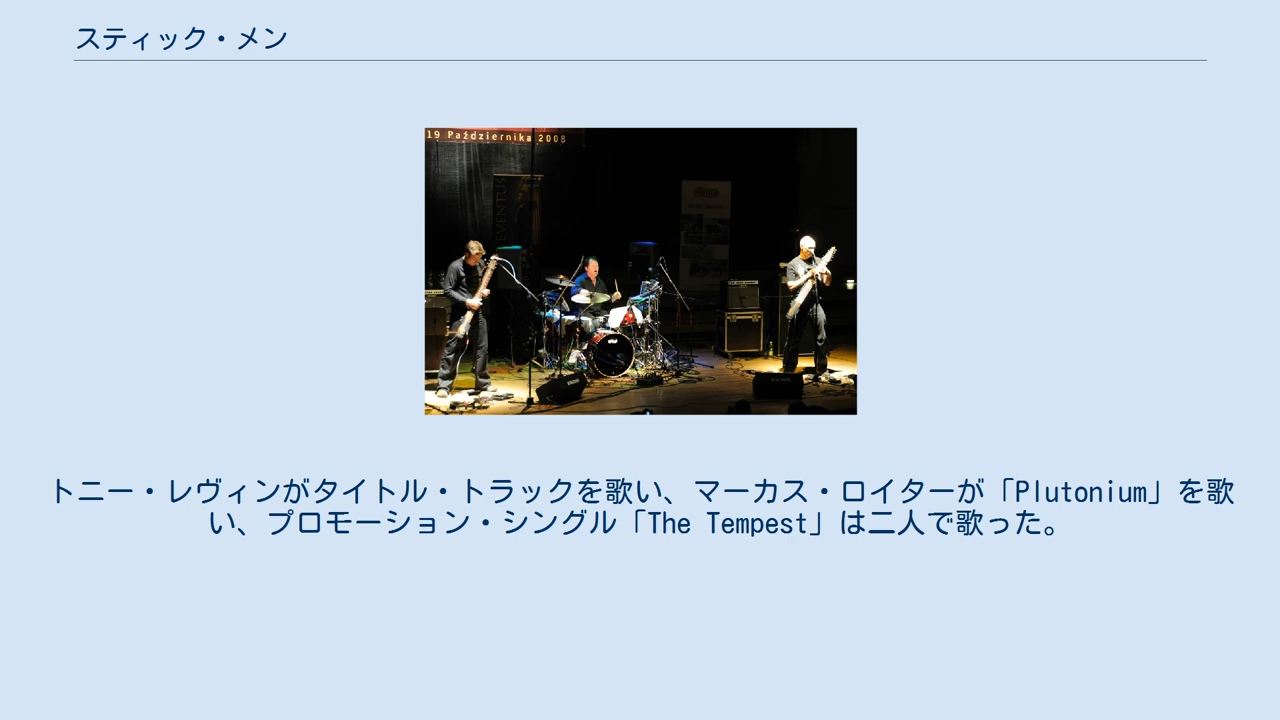 スティック・メン
19 Października 2008
EVENTUS
トニー・レヴィンがタイトル・トラックを歌い、マーカス・ロイターが「Plutonium」を歌
い、プロモーション・シングル「The Tempest」は二人で歌った。